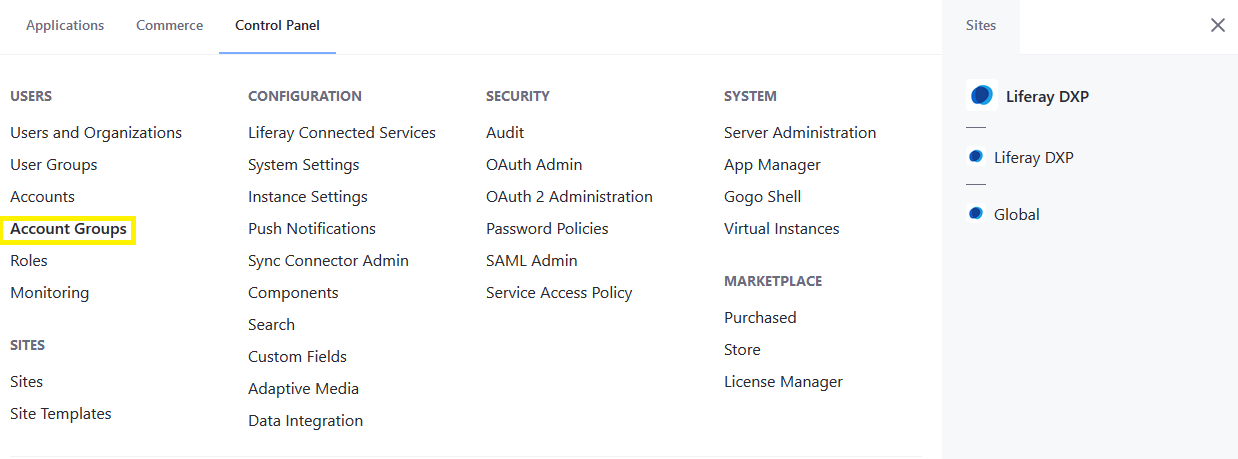 Applications
Commerce
Control Panel
USERS
Users and Organizations
User Groups
Accounts
Account Groups
Roles
Monitoring
SITES
Sites
Site Templates
CONFIGURATION
Liferay Connected Services
System Settings
Instance Settings
Push Notifications
Sync Connector Admin
Components
Search
Custom Fields
Adaptive Media
Data Integration
SECURITY
Audit
OAuth Admin
OAuth 2 Administration
Password Policies
SAML Admin
Service Access Policy
SYSTEM
Server Administration
App Manager
Gogo Shell
Virtual Instances
MARKETPLACE
Purchased
Store
License Manager
Sites
Liferay DXP
Liferay DXP
Global